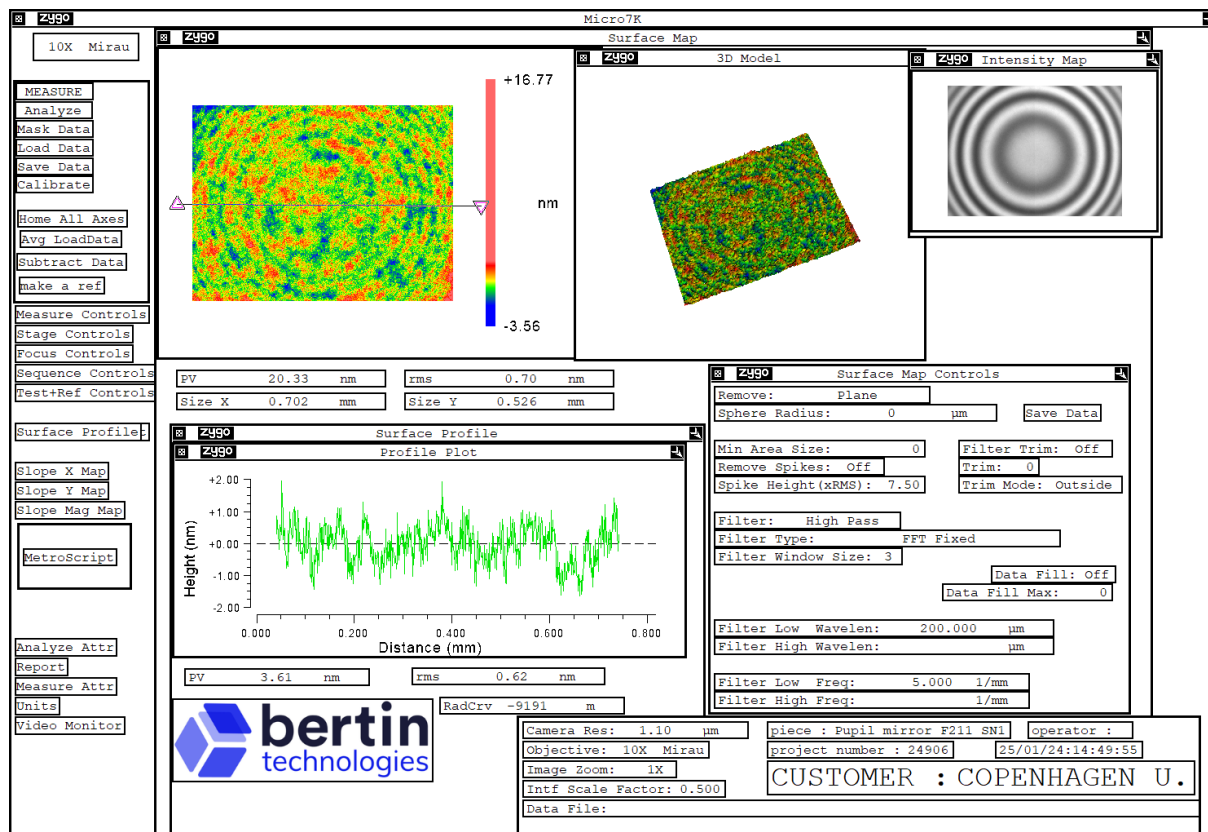 zygo Micro7K
10X Mirau
MEASURE
Analyze
Mask Data
Load Data
Save Data
Calibrate
Home All Axes
Avg LoadData
Subtract Data
make a ref
Measure Controls
Stage Controls
Focus Controls
Sequence Controls
Test+Ref Controls
Surface Profile
Slope X Map
Slope Y Map
Slope Mag Map
MetroScript
Analyze Attr
Report
Measure Attr
Units
Video Monitor
zygo Surface Map
+16.77
nm
-3.56
PV 20.33 nm
rms 0.70 nm
Size X 0.702 mm
Size Y 0.526 mm
zygo 3D Model
zygo Intensity Map
zygo Surface Profile
zygo Profile Plot
Height (nm)
+2.00
+1.00
+0.00
-1.00
-2.00
0.000 0.200 0.400 0.600 0.800
Distance (mm)
PV 3.61 nm
rms 0.62 nm
RadCrv -9191 m
bertin
technologies
zygo Surface Map Controls
Remove: Plane
Sphere Radius: 0 µm
Save Data
Min Area Size: 0
Filter Trim: Off
Remove Spikes: Off
Trim: 0
Spike Height(xRMS): 7.50
Trim Mode: Outside
Filter: High Pass
Filter Type: FFT Fixed
Filter Window Size: 3
Data Fill: Off
Data Fill Max: 0
Filter Low Wavelen: 200.000 µm
Filter High Wavelen: µm
Filter Low Freq: 5.000 1/mm
Filter High Freq: 1/mm
Camera Res: 1.10 µm
Objective: 10X Mirau
Image Zoom: 1X
Intf Scale Factor: 0.500
Data File:
piece : Pupil mirror F211 SN1
operator :
project number : 24906
25/01/24:14:49:55
CUSTOMER : COPENHAGEN U.